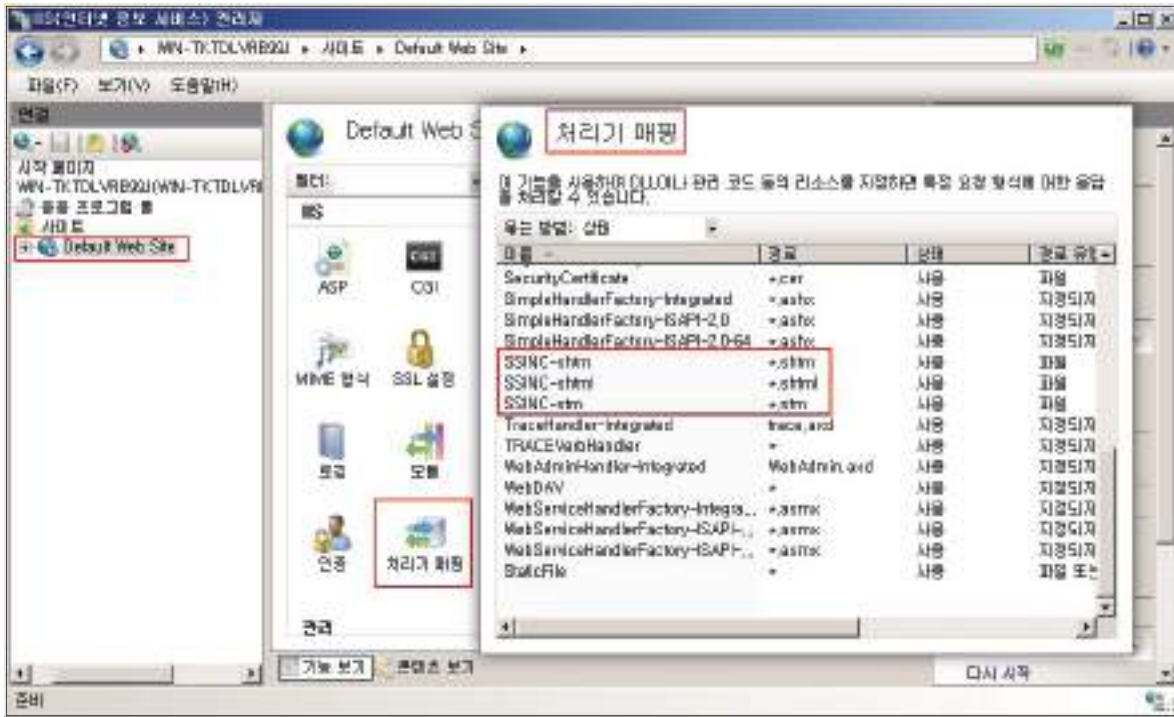 IIS(인터넷 정보 서비스) 관리자
▸ 사이트 ▸ Default Web Site ▸
파일(F) 보기(V) 도움말(H)
연결
시작 페이지
응용 프로그램 풀
사이트
Default Web Site
Default Web S
필터:
IIS
ASP
CGI
MIME 형식
SSL 설정
로깅
모듈
인증
처리기 매핑
관리
기능 보기
콘텐츠 보기
처리기 매핑
이 기능을 사용하여 DLL이나 관리 코드 등의 리소스를 지정하면 특정 요청 형식에 대한 응답
을 처리할 수 있습니다.
묶는 방법: 상태
이름 경로 상태 경로 유형
SecurityCertificate *.cer 사용 파일
SimpleHandlerFactory-Integrated *.ashx 사용 지정되지
SimpleHandlerFactory-ISAPI-2.0 *.ashx 사용 지정되지
SimpleHandlerFactory-ISAPI-2.0-64 *.ashx 사용 지정되지
SSINC-shtm *.shtm 사용 파일
SSINC-shtml *.shtml 사용 파일
SSINC-stm *.stm 사용 파일
TraceHandler-Integrated trace.axd 사용 지정되지
TRACEVerbHandler * 사용 지정되지
WebAdminHandler-Integrated WebAdmin.axd 사용 지정되지
WebDAV * 사용 지정되지
WebServiceHandlerFactory-Integra... *.asmx 사용 지정되지
WebServiceHandlerFactory-ISAPI-... *.asmx 사용 지정되지
WebServiceHandlerFactory-ISAPI-... *.asmx 사용 지정되지
StaticFile * 사용 파일 또는
다시 시작
준비